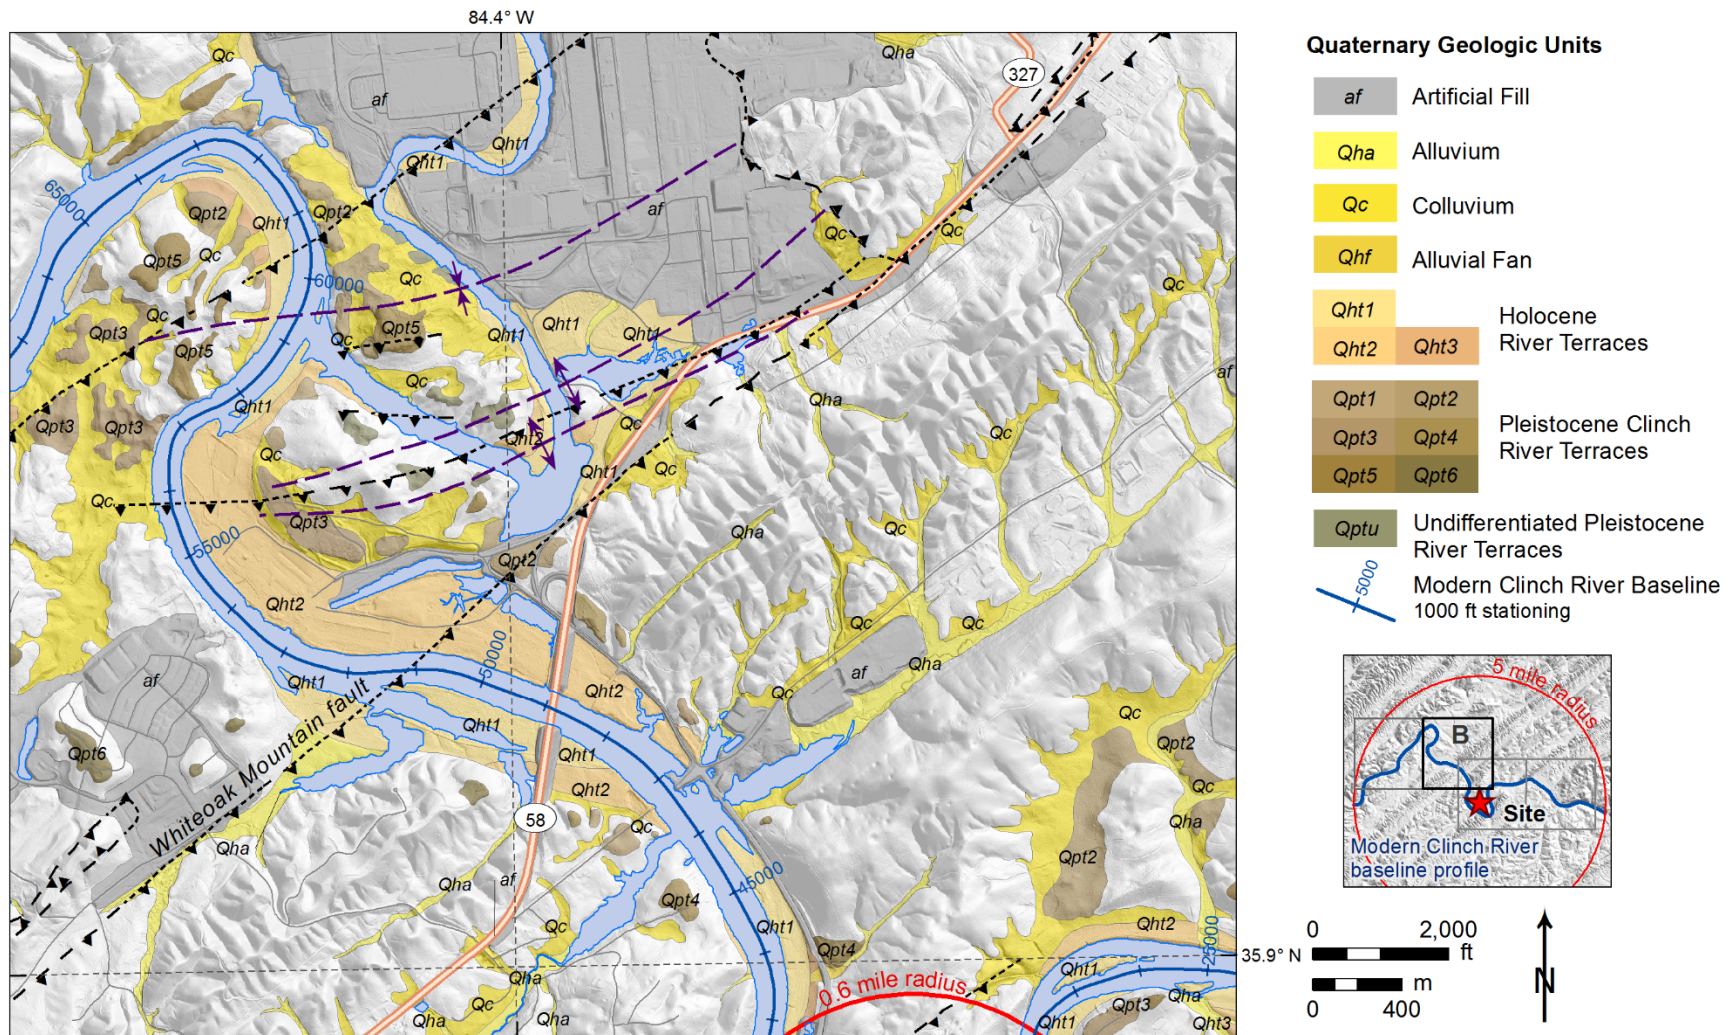 84.4° W
Qc
Qha
327
af
Qht1
Qht1
65000
Qpt2
Qht1
Qpt2
af
Qc
Qc
Qc
Qpt5
Qc
60000
Qc
Qpt3
Qpt5
Qpt5
Qc
Qht1
Qht1
Qht1
Qc
af
Qht1
Qha
Qpt3
Qpt3
Qc
Qht2
Qc
Qc
Qc
Qht1
Qc
Qpt3
Qha
Qc
55000
Qpt2
Qht2
Qc
Qc
50000
Qha
af
Qht1
af
Qht2
Qc
Qc
Whiteoak Mountain fault
Qht1
Qht1
Qpt2
Qpt6
Qht2
Qc
58
Qc
Qha
Qha
Qpt2
Qha
af
45000
Qpt4
Qc
Qht1
Qht2
Qpt4
25000
35.9° N
Qha
Qht1
0.6 mile radius
Qc
Qha
Qha
Qpt3
Qha
Qht1
Qht3
Quaternary Geologic Units
af Artificial Fill
Qha Alluvium
Qc Colluvium
Qhf Alluvial Fan
Qht1
Qht2 Qht3
Holocene
River Terraces
Qpt1 Qpt2
Qpt3 Qpt4
Qpt5 Qpt6
Pleistocene Clinch
River Terraces
Qptu Undifferentiated Pleistocene
River Terraces
5000
Modern Clinch River Baseline
1000 ft stationing
5 mile radius
B
Site
Modern Clinch River
baseline profile
0 2,000
ft
m
0 400
N